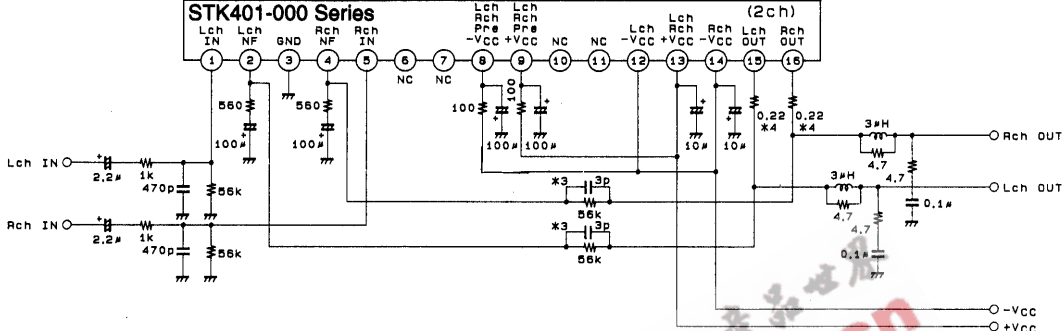 STK401-000 Series
(2ch)
Lch IN
Lch NF
GND
Rch NF
Rch IN
Lch Rch Pre -Vcc
Lch Rch Pre +Vcc
NC
NC
Lch -Vcc
Lch Rch +Vcc
Rch -Vcc
Lch OUT
Rch OUT
1 2 3 4 5 6 7 8 9 10 11 12 13 14 15 16
NC NC
560
100μ
560
100μ
100
100μ
100
100μ
10μ
10μ
0.22 *4
0.22 *4
3μH
4.7
4.7
0.1μ
Rch OUT
3μH
4.7
4.7
0.1μ
Lch OUT
Lch IN
2.2μ
1k
470p
56k
*3 3p
56k
Rch IN
2.2μ
1k
470p
56k
*3 3p
56k
-Vcc
+Vcc